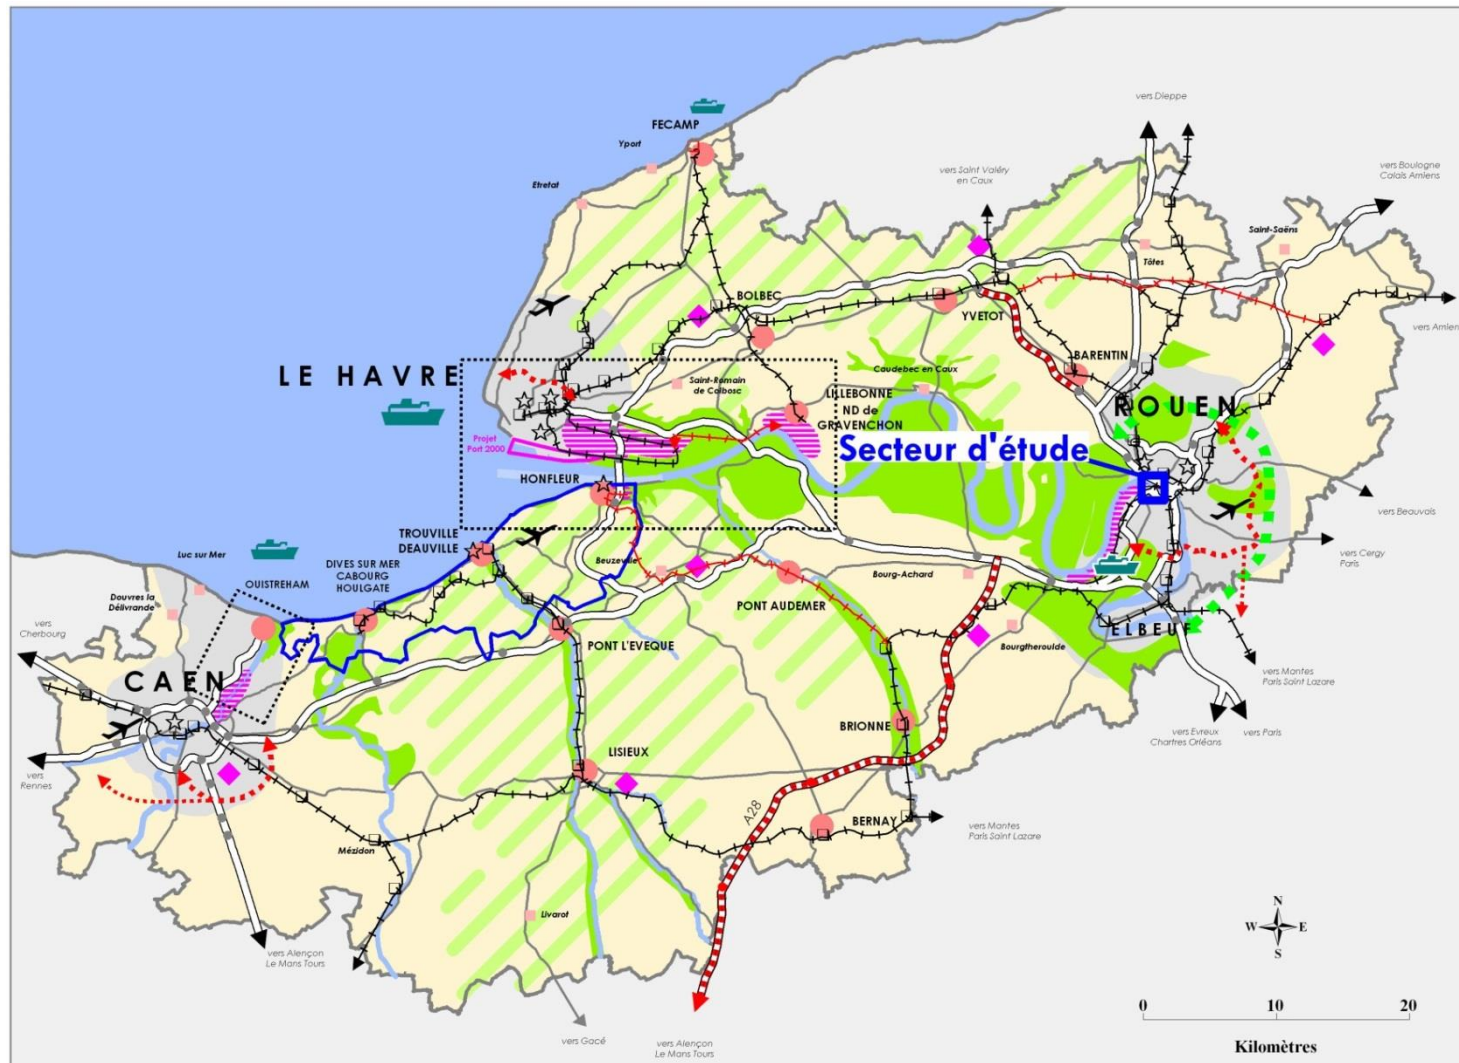 vers Dieppe
FECAMP
Yport
vers Saint Valéry
en Caux
vers Boulogne
Calais Amiens
Etretat
Saint-Saëns
Tôtes
BOLBEC
YVETOT
vers Amien
BARENTIN
LE HAVRE
Saint-Romain
de Colbosc
Caudebec en Caux
LILLEBONNE
ND de
GRAVENCHON
ROUEN
Projet
Port 2000
Secteur d'étude
HONFLEUR
vers Beauvais
TROUVILLE
DEAUVILLE
Luc sur Mer
OUISTREHAM
DIVES SUR MER
CABOURG
HOULGATE
Beuzeville
Bourg-Achard
vers Cergy
Paris
Douvres la
Délivrande
PONT AUDEMER
vers
Cherbourg
PONT L'EVEQUE
ELBEUF
Bourgtheroulde
CAEN
vers Mantes
Paris Saint Lazare
BRIONNE
vers Evreux
Chartres Orléans
vers Paris
LISIEUX
vers
Rennes
A28
BERNAY
vers Mantes
Paris Saint Lazare
Mézidon
Livarot
vers Alençon
Le Mans Tours
vers Gacé
vers Alençon
Le Mans Tours
N
W E
S
0 10 20
Kilomètres